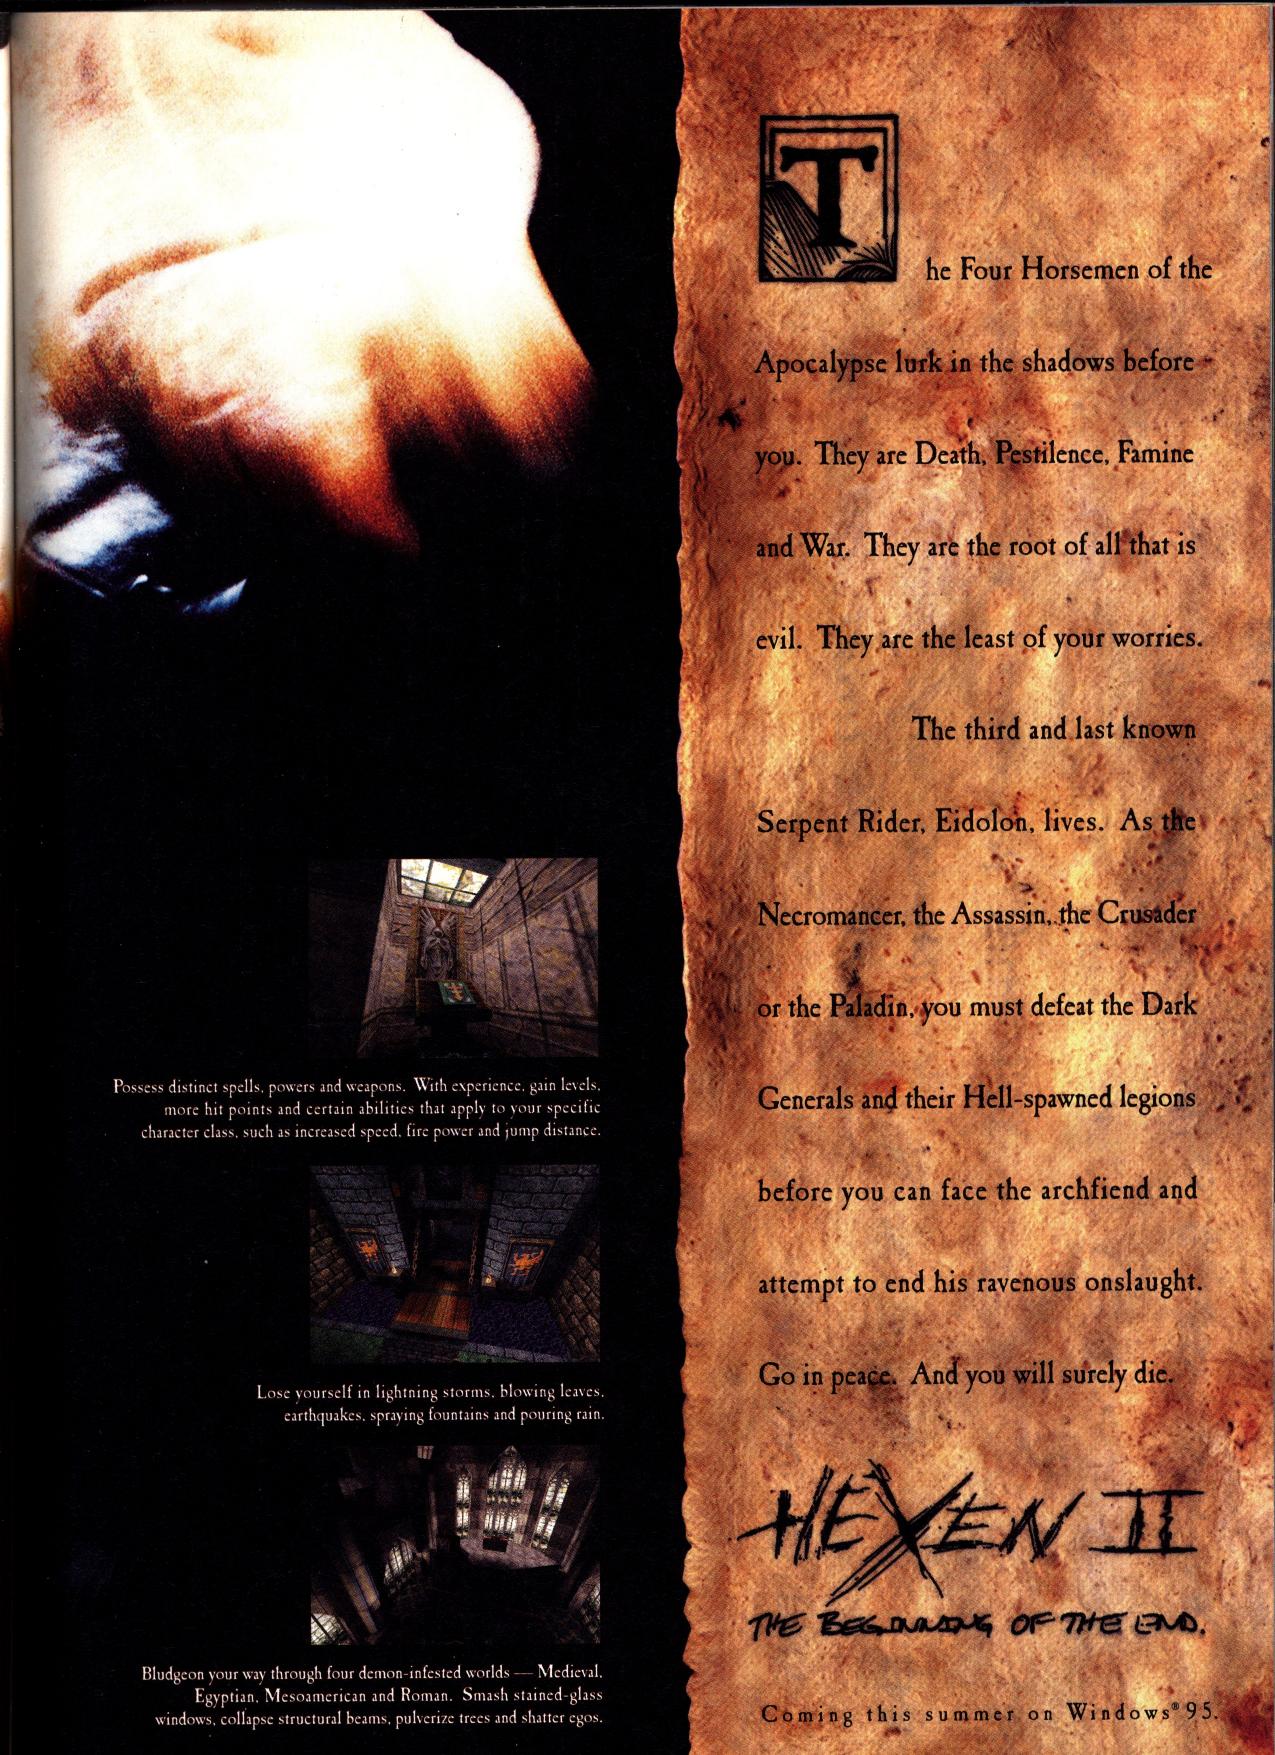 The Four Horsemen of the
Apocalypse lurk in the shadows before
you. They are Death, Pestilence, Famine
and War. They are the root of all that is
evil. They are the least of your worries.
The third and last known
Serpent Rider, Eidolon, lives. As the
Necromancer, the Assassin, the Crusader
or the Paladin, you must defeat the Dark
Generals and their Hell-spawned legions
before you can face the archfiend and
attempt to end his ravenous onslaught.
Go in peace. And you will surely die.
HEXEN II
THE BEGINNING OF THE END.
Coming this summer on Windows® 95.
Possess distinct spells, powers and weapons. With experience, gain levels,
more hit points and certain abilities that apply to your specific
character class, such as increased speed, fire power and jump distance.
Lose yourself in lightning storms, blowing leaves,
earthquakes, spraying fountains and pouring rain.
Bludgeon your way through four demon-infested worlds — Medieval,
Egyptian, Mesoamerican and Roman. Smash stained-glass
windows, collapse structural beams, pulverize trees and shatter egos.